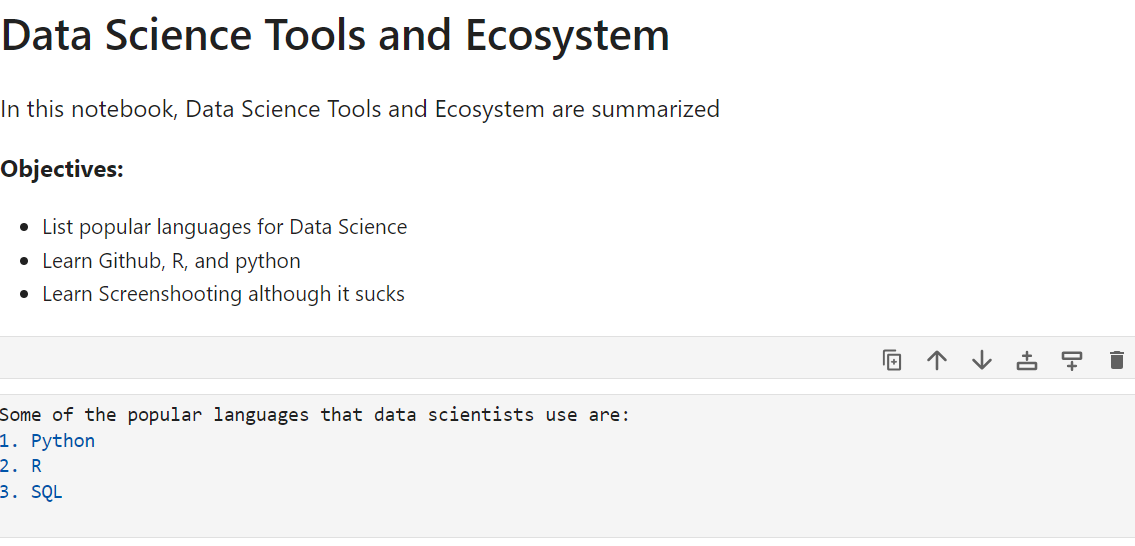 Data Science Tools and Ecosystem
In this notebook, Data Science Tools and Ecosystem are summarized
Objectives:
List popular languages for Data Science
Learn Github, R, and python
Learn Screenshooting although it sucks
Some of the popular languages that data scientists use are:
1. Python
2. R
3. SQL